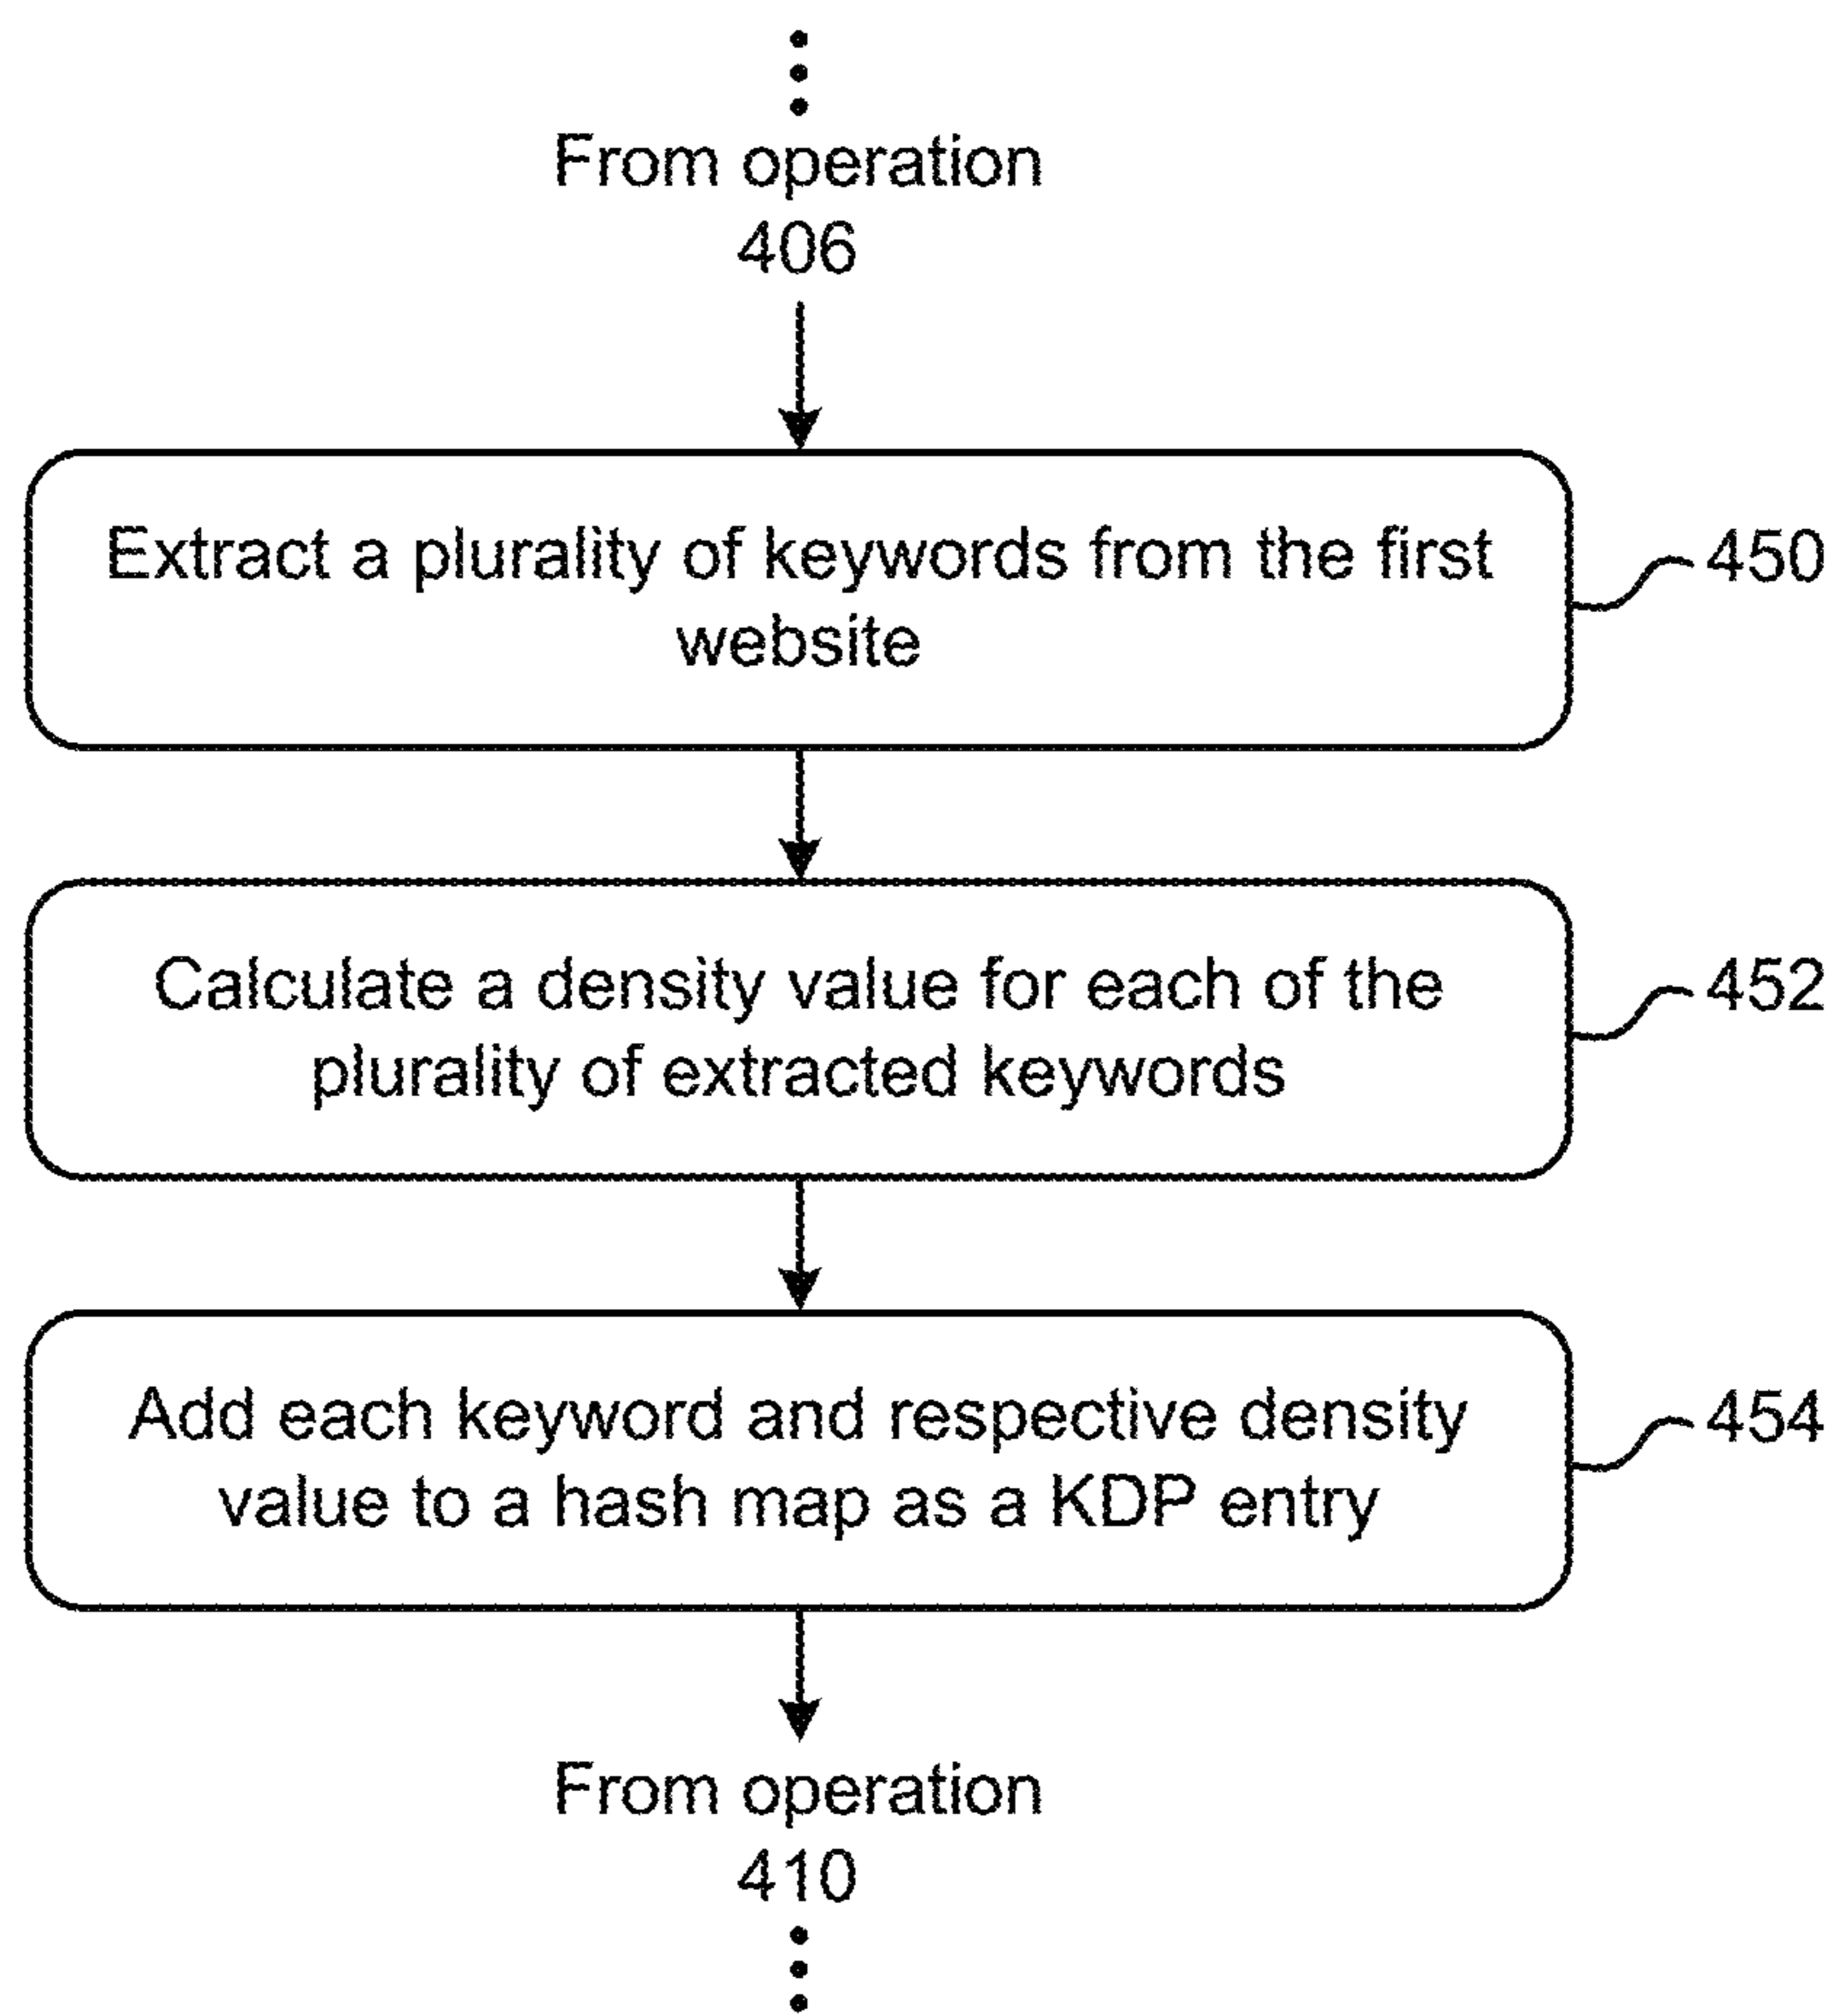 From operation
406
Extract a plurality of keywords from the first
website
450
Calculate a density value for each of the
plurality of extracted keywords
452
Add each keyword and respective density
value to a hash map as a KDP entry
454
From operation
410